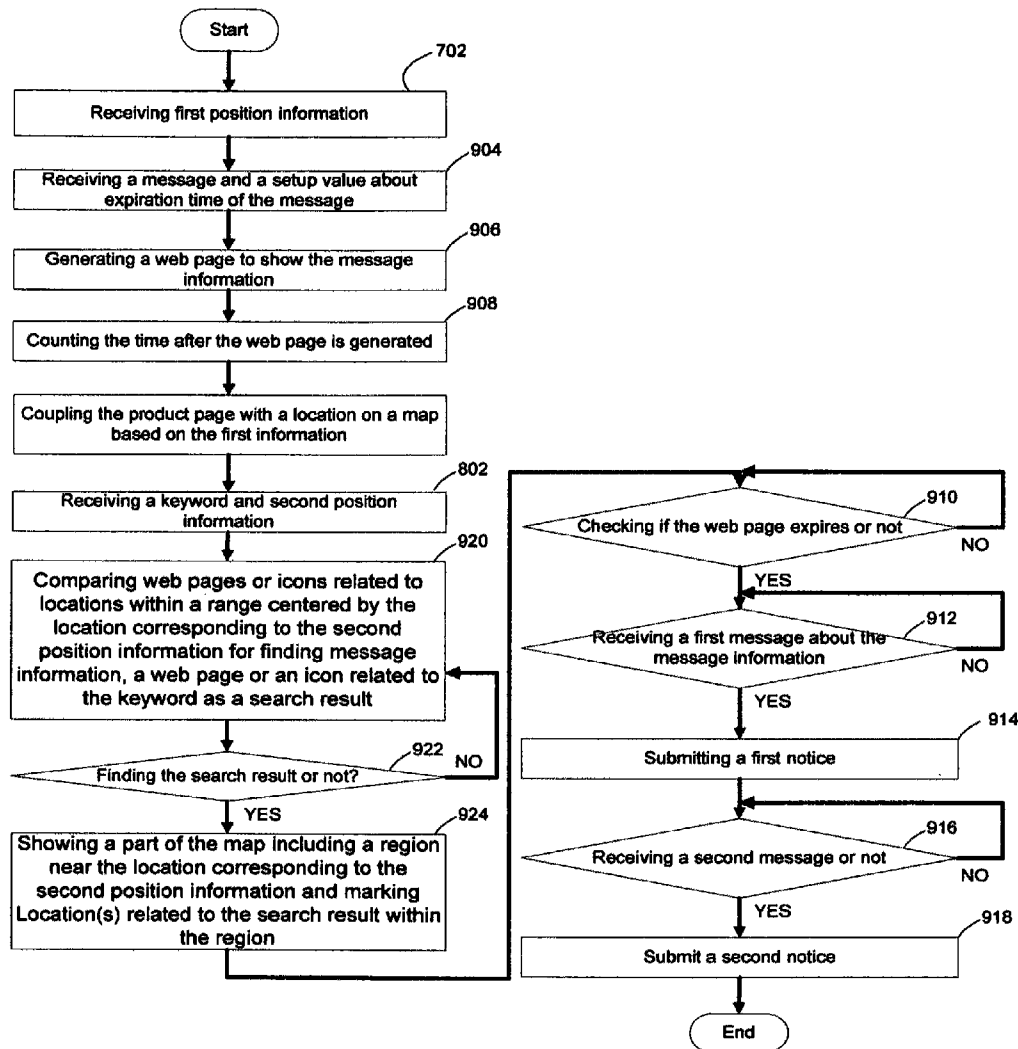 Start
702
Receiving first position information
904
Receiving a message and a setup value about
expiration time of the message
906
Generating a web page to show the message
information
908
Counting the time after the web page is generated
Coupling the product page with a location on a map
based on the first information
802
Receiving a keyword and second position
information
920
Comparing web pages or icons related to
locations within a range centered by the
location corresponding to the second
position information for finding message
information, a web page or an icon related to
the keyword as a search result
922
Finding the search result or not?
NO
YES
924
Showing a part of the map including a region
near the location corresponding to the
second position information and marking
Location(s) related to the search result within
the region
910
Checking if the web page expires or not
NO
YES
912
Receiving a first message about the
message information
NO
YES
914
Submitting a first notice
916
Receiving a second message or not
NO
YES
918
Submit a second notice
End